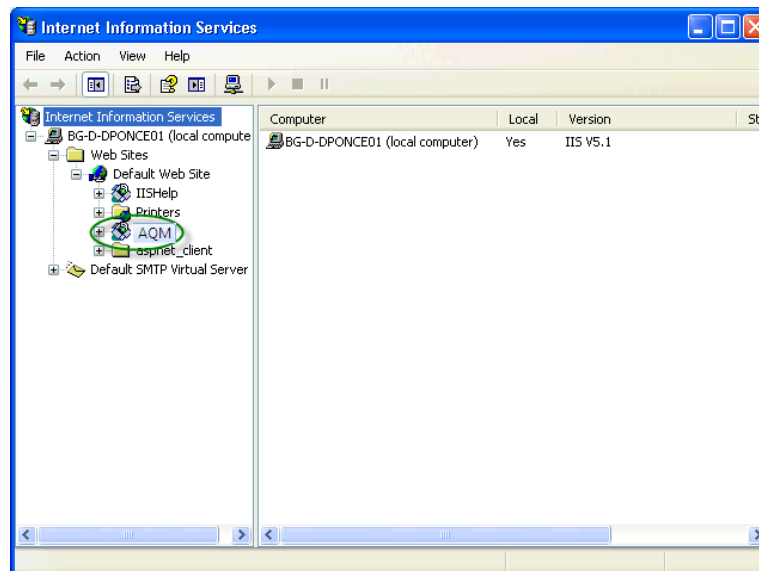 Internet Information Services
File Action View Help
Internet Information Services
BG-D-DPONCE01 (local compute
Web Sites
Default Web Site
IISHelp
Printers
AQM
aspnet_client
Default SMTP Virtual Server
Computer Local Version St
BG-D-DPONCE01 (local computer) Yes IIS V5.1